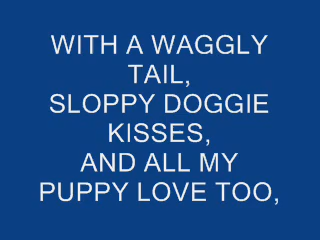 WITH A WAGGLY
TAIL,
SLOPPY DOGGIE
KISSES,
AND ALL MY
PUPPY LOVE TOO,